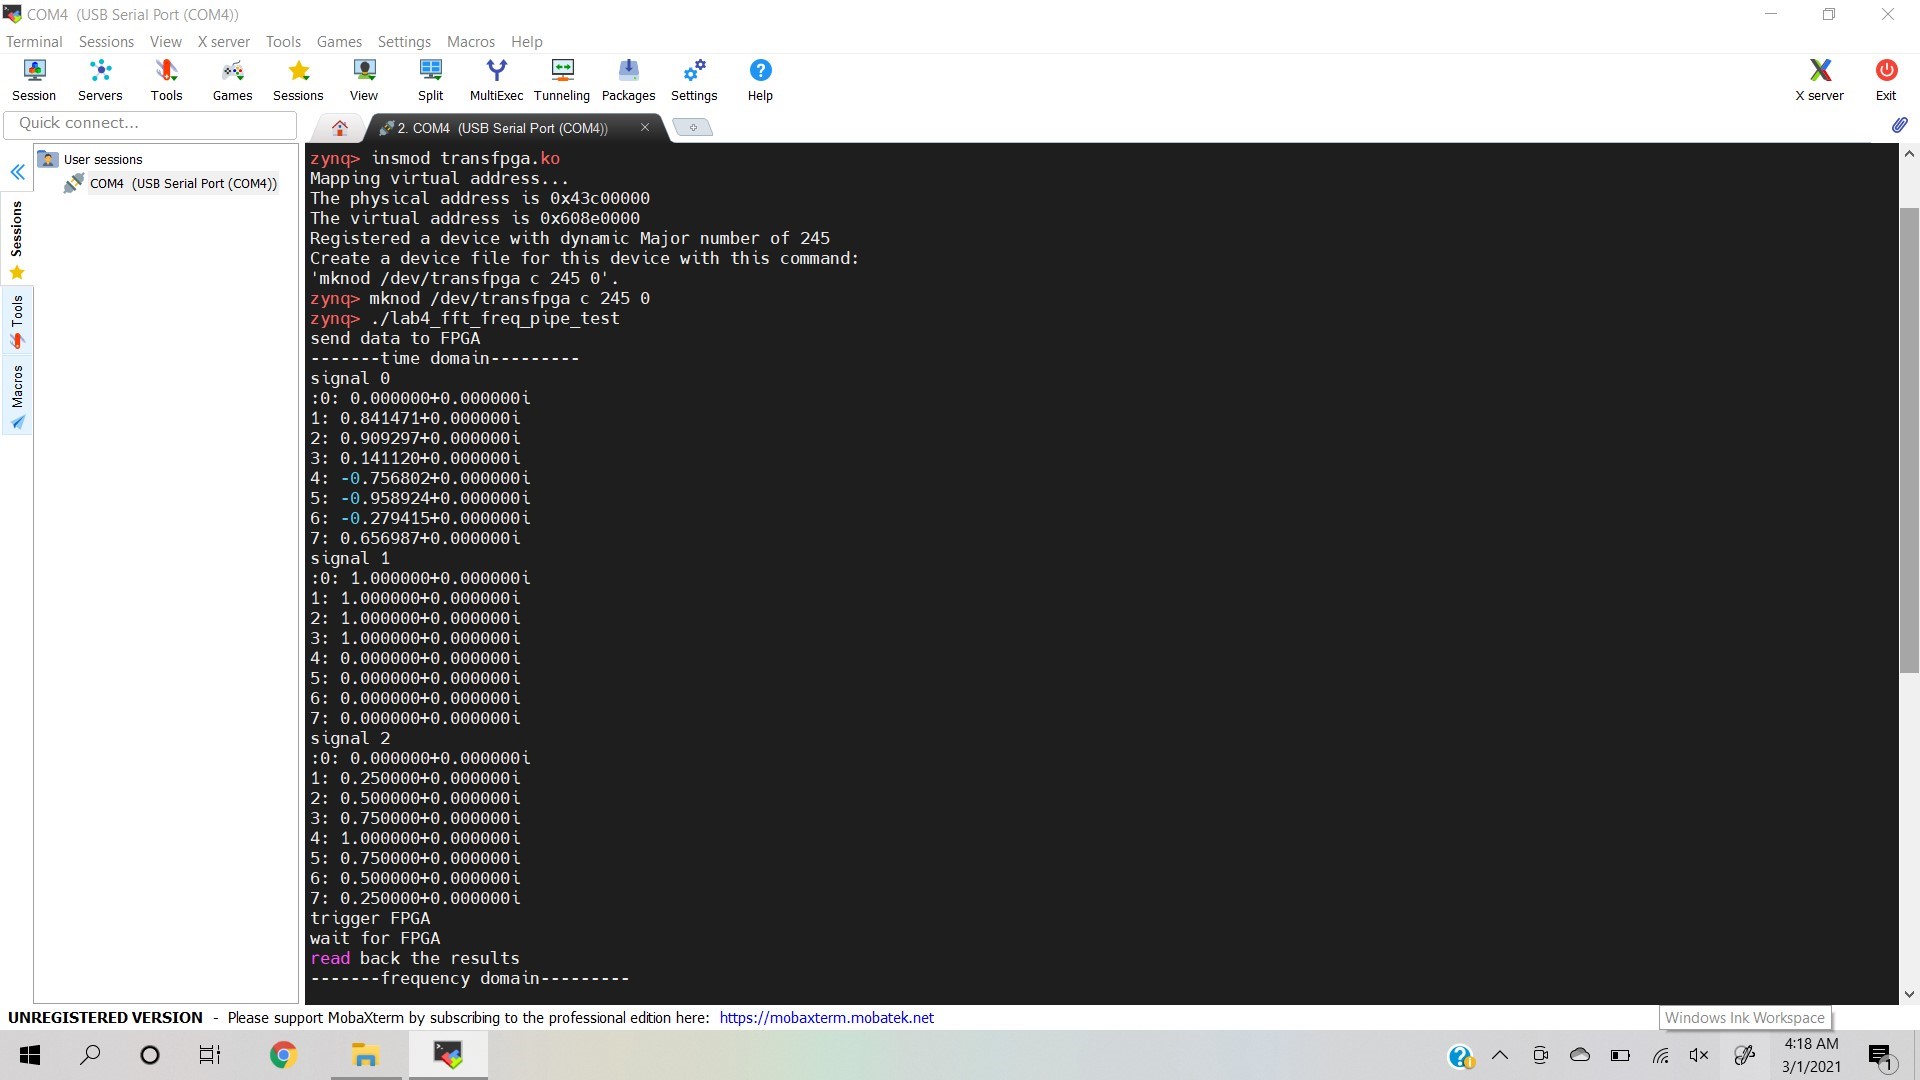 COM4 (USB Serial Port (COM4))
Terminal Sessions View X server Tools Games Settings Macros Help
Session Servers Tools Games Sessions View Split MultiExec Tunneling Packages Settings Help X server Exit
Quick connect...
2. COM4 (USB Serial Port (COM4))
User sessions
COM4 (USB Serial Port (COM4))
Sessions
Tools
Macros
zynq> insmod transfpga.ko
Mapping virtual address...
The physical address is 0x43c00000
The virtual address is 0x608e0000
Registered a device with dynamic Major number of 245
Create a device file for this device with this command:
'mknod /dev/transfpga c 245 0'.
zynq> mknod /dev/transfpga c 245 0
zynq> ./lab4_fft_freq_pipe_test
send data to FPGA
-------time domain---------
signal 0
:0: 0.000000+0.000000i
1: 0.841471+0.000000i
2: 0.909297+0.000000i
3: 0.141120+0.000000i
4: -0.756802+0.000000i
5: -0.958924+0.000000i
6: -0.279415+0.000000i
7: 0.656987+0.000000i
signal 1
:0: 1.000000+0.000000i
1: 1.000000+0.000000i
2: 1.000000+0.000000i
3: 1.000000+0.000000i
4: 0.000000+0.000000i
5: 0.000000+0.000000i
6: 0.000000+0.000000i
7: 0.000000+0.000000i
signal 2
:0: 0.000000+0.000000i
1: 0.250000+0.000000i
2: 0.500000+0.000000i
3: 0.750000+0.000000i
4: 1.000000+0.000000i
5: 0.750000+0.000000i
6: 0.500000+0.000000i
7: 0.250000+0.000000i
trigger FPGA
wait for FPGA
read back the results
-------frequency domain---------
UNREGISTERED VERSION - Please support MobaXterm by subscribing to the professional edition here: https://mobaxterm.mobatek.net
Windows Ink Workspace
4:18 AM
3/1/2021
1